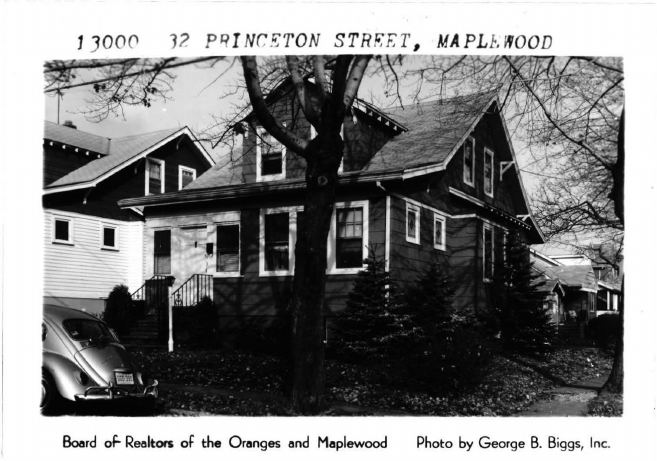 13000 32 PRINCETON STREET, MAPLEWOOD
Board of Realtors of the Oranges and Maplewood Photo by George B. Biggs, Inc.